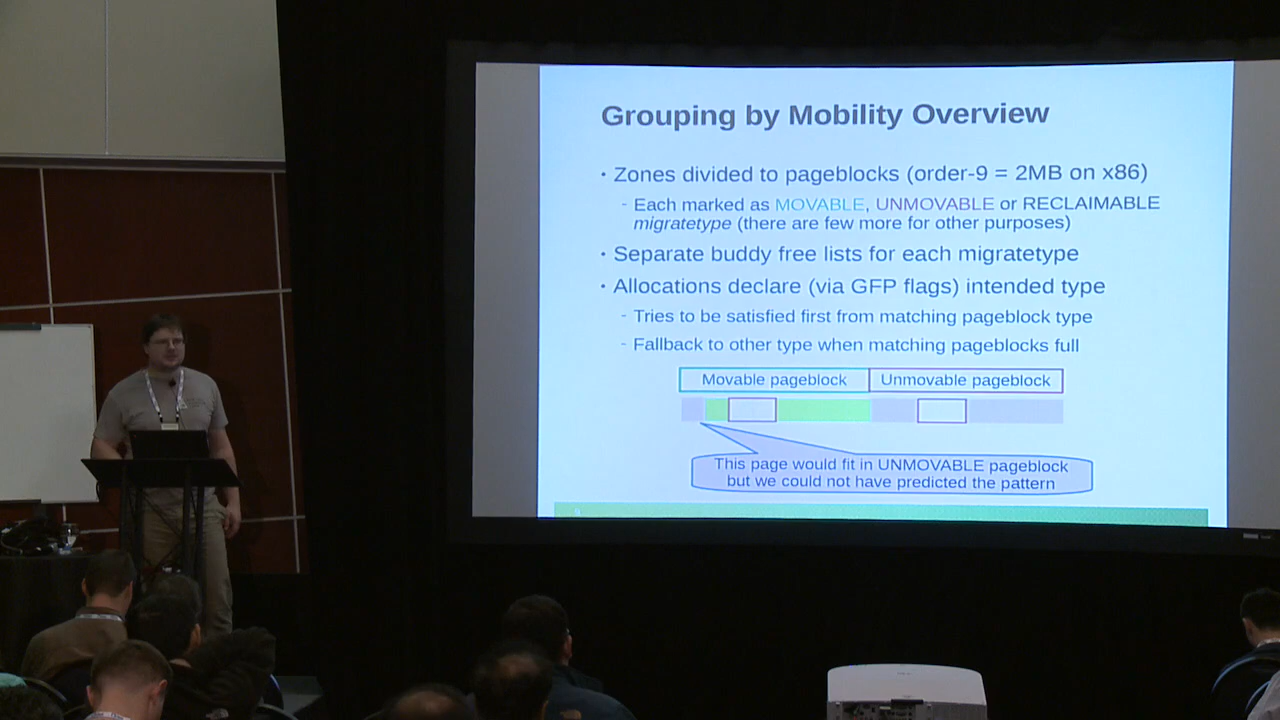 Grouping by Mobility Overview
• Zones divided to pageblocks (order-9 = 2MB on x86)
- Each marked as MOVABLE, UNMOVABLE or RECLAIMABLE
migratetype (there are few more for other purposes)
• Separate buddy free lists for each migratetype
• Allocations declare (via GFP flags) intended type
- Tries to be satisfied first from matching pageblock type
- Fallback to other type when matching pageblocks full
Movable pageblock Unmovable pageblock
This page would fit in UNMOVABLE pageblock
but we could not have predicted the pattern